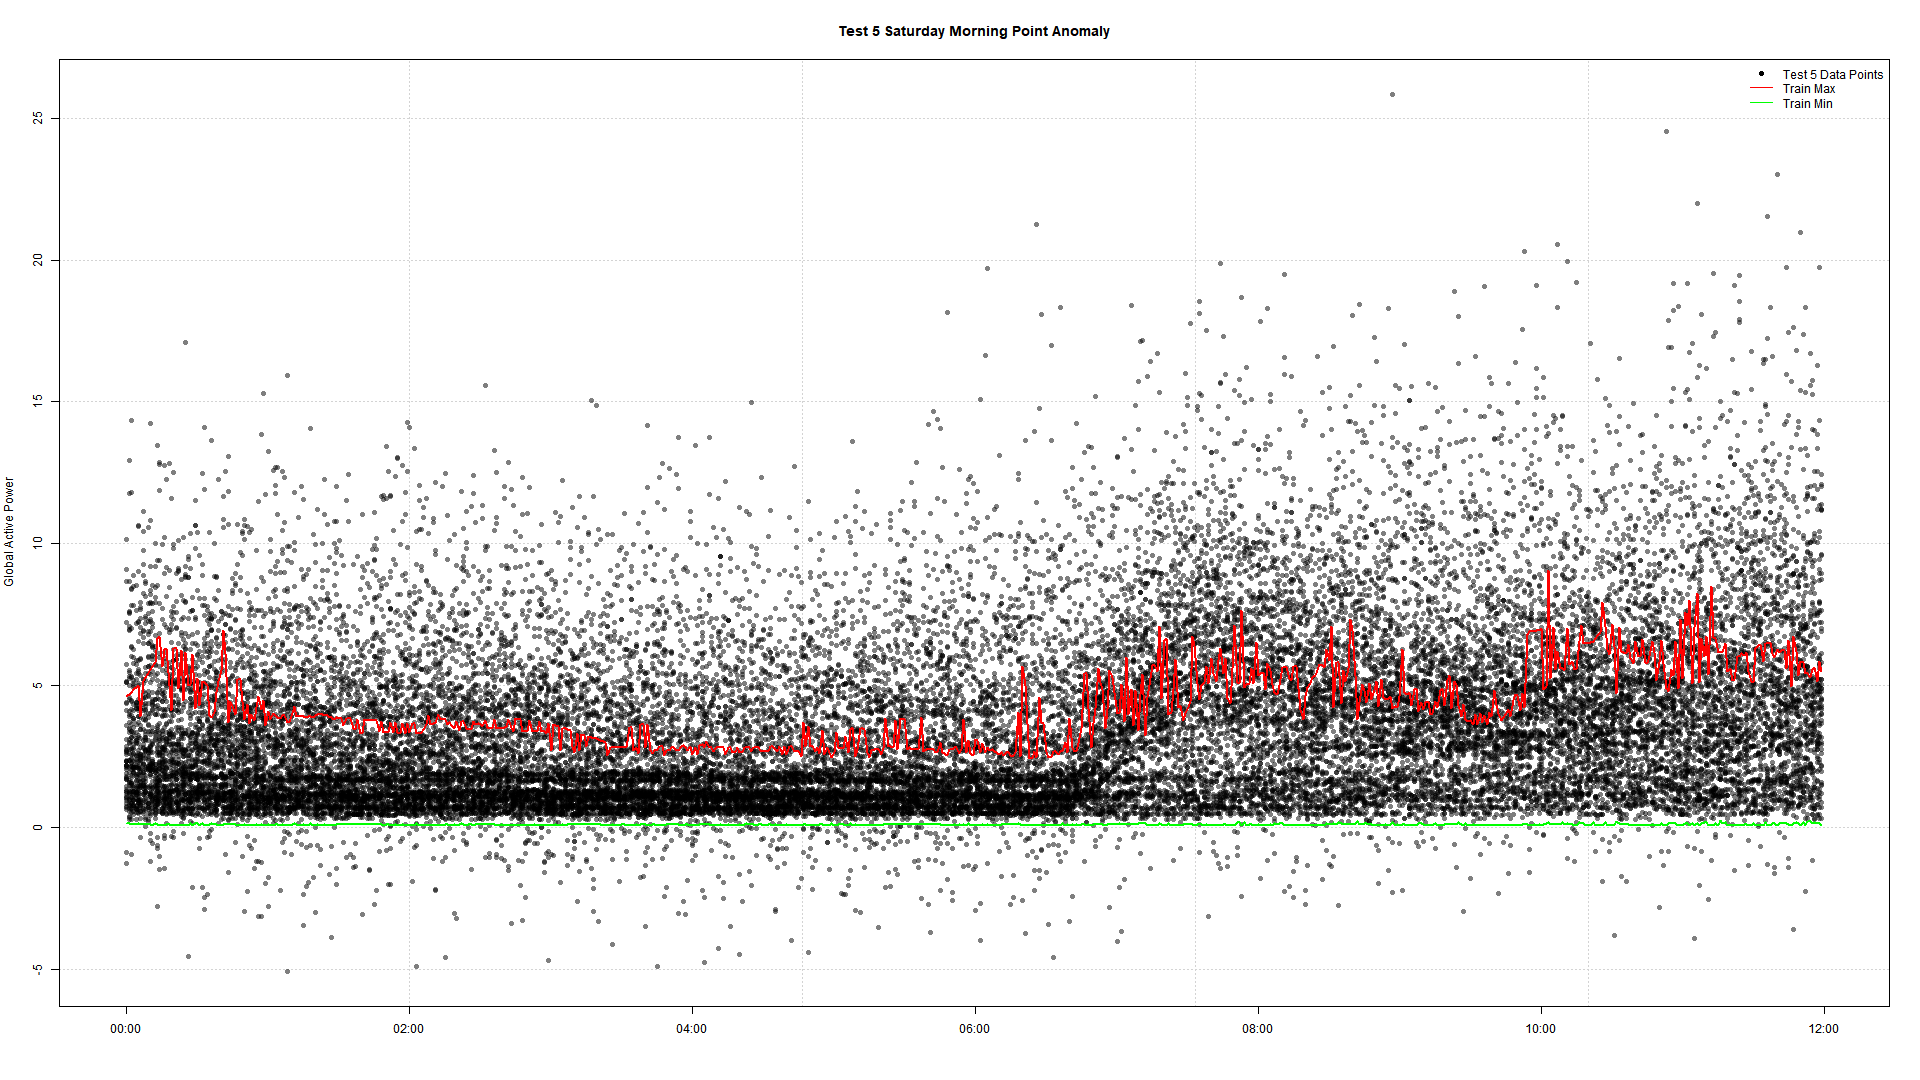 Test 5 Saturday Morning Point Anomaly
Test 5 Data Points
Train Max
Train Min
Global Active Power
25
20
15
10
5
0
-5
00:00
02:00
04:00
06:00
08:00
10:00
12:00